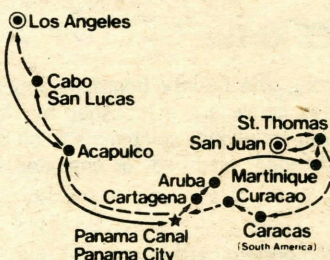 Los Angeles
Cabo
San Lucas
Acapulco
St. Thomas
San Juan
Martinique
Aruba
Cartagena
Curacao
Caracas
(South America)
Panama Canal
Panama City